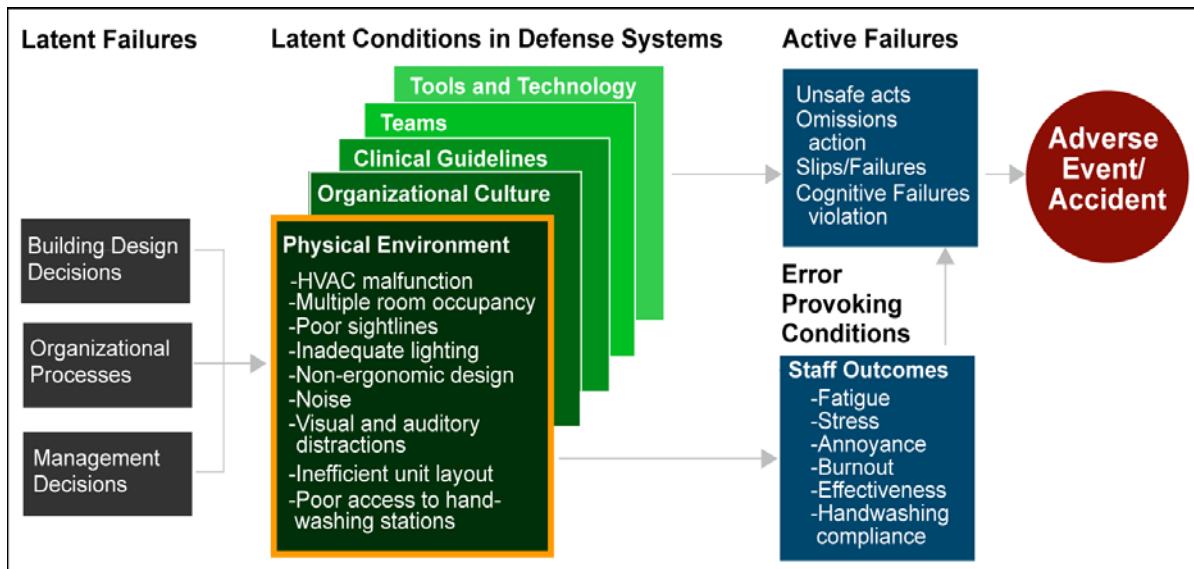 Latent Failures
Building Design
Decisions
Organizational
Processes
Management
Decisions
Latent Conditions in Defense Systems
Tools and Technology
Teams
Clinical Guidelines
Organizational Culture
Physical Environment
-HVAC malfunction
-Multiple room occupancy
-Poor sightlines
-Inadequate lighting
-Non-ergonomic design
-Noise
-Visual and auditory
distractions
-Inefficient unit layout
-Poor access to hand-
washing stations
Active Failures
Unsafe acts
Omissions
action
Slips/Failures
Cognitive Failures
violation
Error
Provoking
Conditions
Staff Outcomes
-Fatigue
-Stress
-Annoyance
-Burnout
-Effectiveness
-Handwashing
compliance
Adverse
Event/
Accident